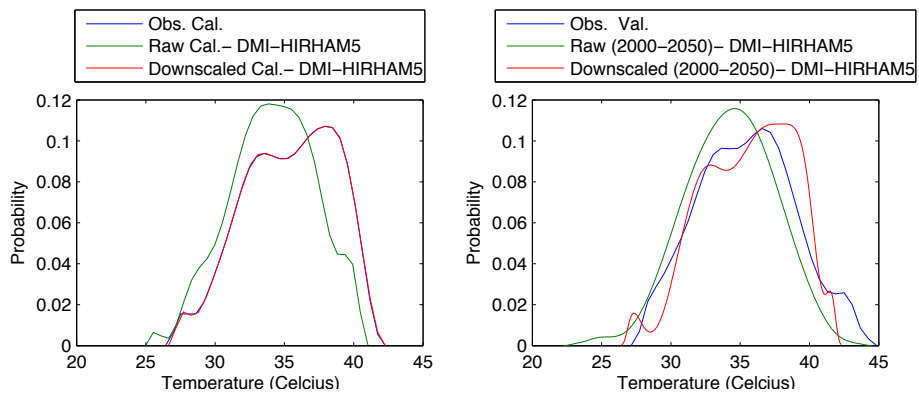 Obs. Cal.
Raw Cal.− DMI−HIRHAM5
Downscaled Cal.− DMI−HIRHAM5
0.12
0.1
0.08
0.06
0.04
0.02
0
Probability
20 25 30 35 40 45
Temperature (Celcius)
Obs. Val.
Raw (2000−2050)− DMI−HIRHAM5
Downscaled (2000−2050)− DMI−HIRHAM5
0.12
0.1
0.08
0.06
0.04
0.02
0
Probability
20 25 30 35 40 45
Temperature (Celcius)